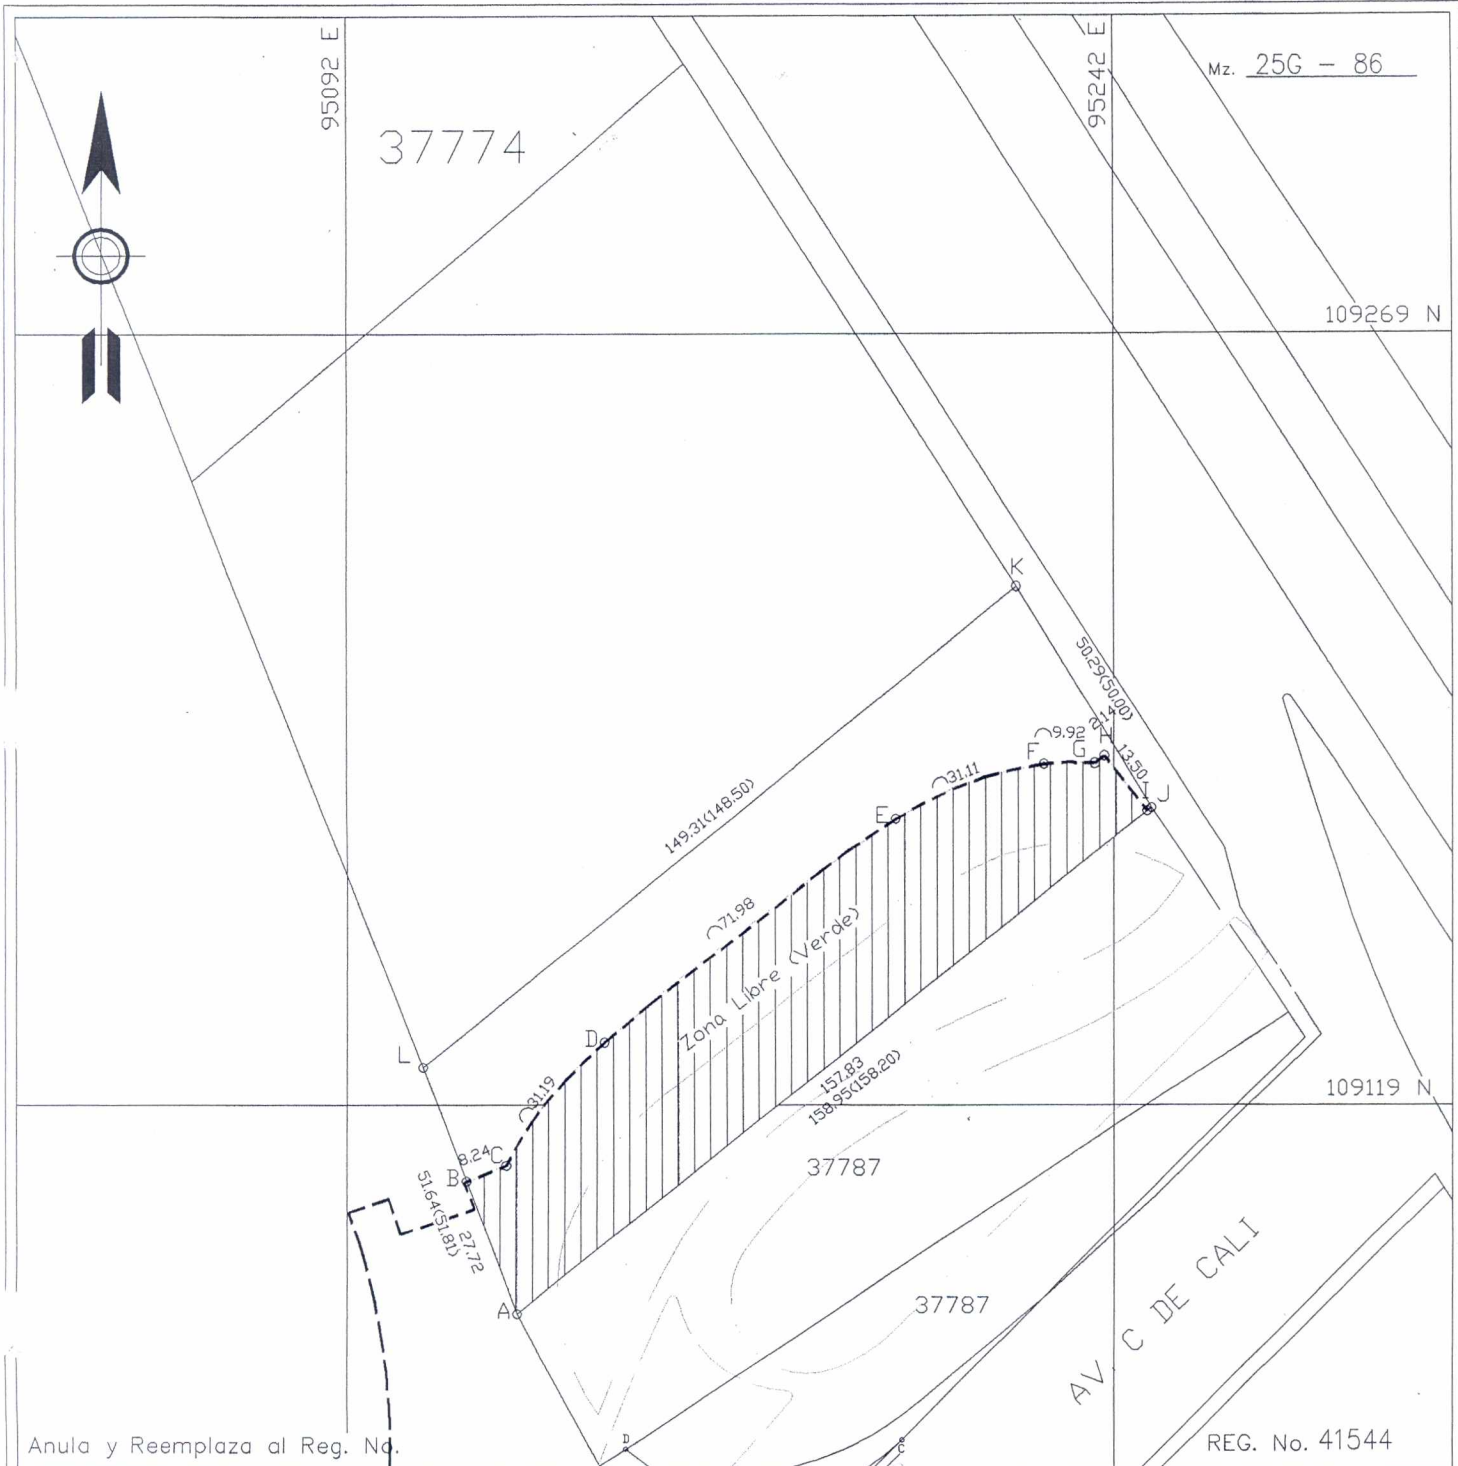 95092 E
95242 E
Mz. 25G - 86
37774
109269 N
K
50.29(50.00)
2.14
H
9.92
F
G
13.50
I
J
31.11
E
149.31(148.50)
71.98
Zona Libre (Verde)
D
L
31.19
157.83
158.95(158.20)
109119 N
8.24
C
B
51.64(51.81)
27.72
37787
A
37787
AV. C DE CALI
D
C
Anula y Reemplaza al Reg. No.
REG. No. 41544